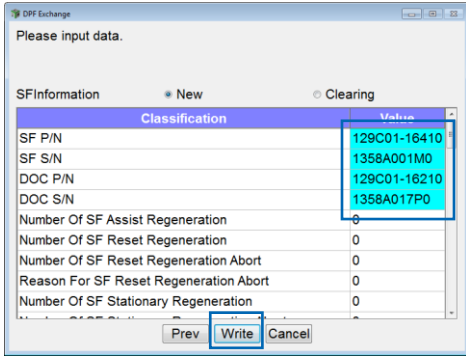 DPF Exchange
Please input data.
SFInformation New Clearing
Classification Value
SF P/N 129C01-16410
SF S/N 1358A001M0
DOC P/N 129C01-16210
DOC S/N 1358A017P0
Number Of SF Assist Regeneration 0
Number Of SF Reset Regeneration 0
Number Of SF Reset Regeneration Abort 0
Reason For SF Reset Regeneration Abort 0
Number Of SF Stationary Regeneration 0
Prev Write Cancel